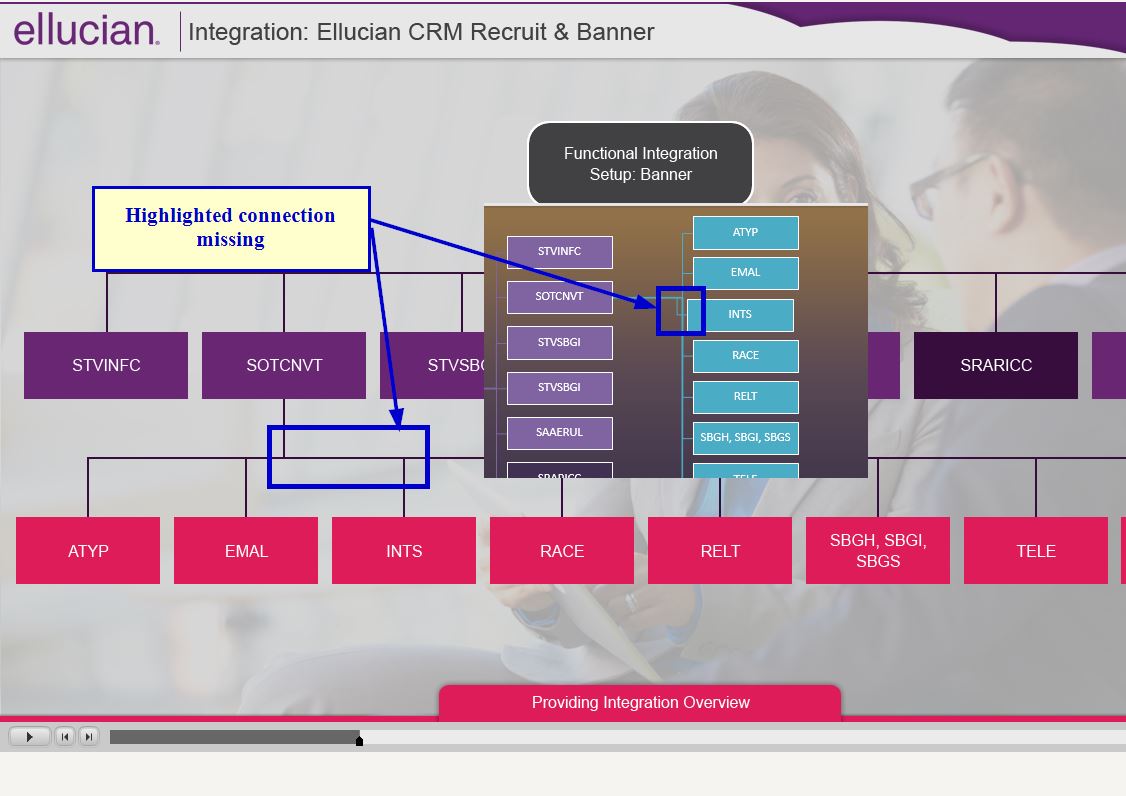 ellucian.
Integration: Ellucian CRM Recruit & Banner
Functional Integration
Setup: Banner
Highlighted connection
missing
STVINFC
SOTCNVT
STVSBGI
STVSBGI
SAAERUL
SRARICC
ATYP
EMAL
INTS
RACE
RELT
SBGH, SBGI, SBGS
TELE
STVINFC
SOTCNVT
STVSBG
SRARICC
ATYP
EMAL
INTS
RACE
RELT
SBGH, SBGI,
SBGS
TELE
Providing Integration Overview